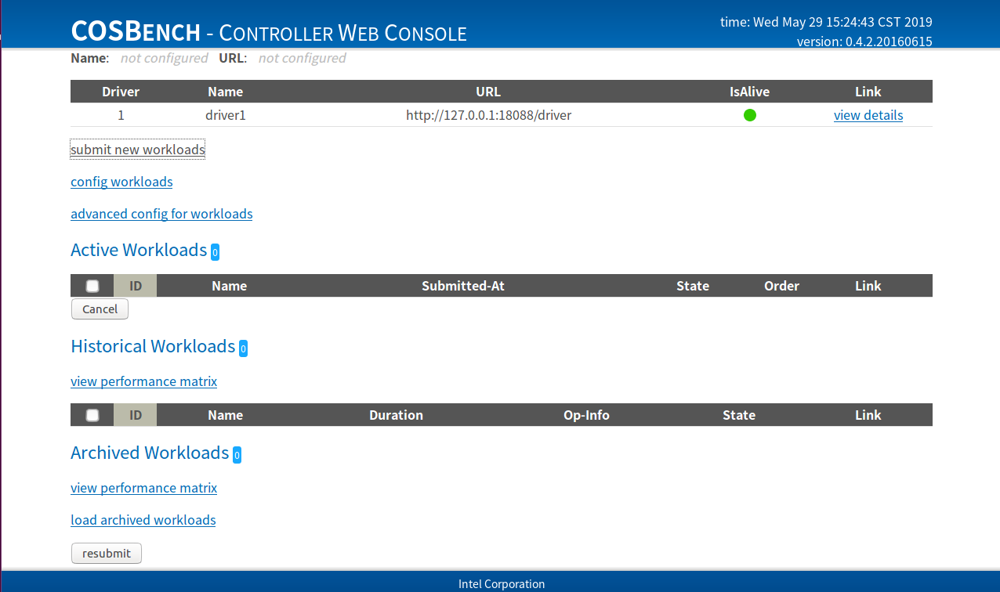 COSBENCH - CONTROLLER WEB CONSOLE
time: Wed May 29 15:24:43 CST 2019
version: 0.4.2.20160615
Name: not configured URL: not configured
Driver Name URL IsAlive Link
1 driver1 http://127.0.0.1:18088/driver view details
submit new workloads
config workloads
advanced config for workloads
Active Workloads 0
ID Name Submitted-At State Order Link
Cancel
Historical Workloads 0
view performance matrix
ID Name Duration Op-Info State Link
Archived Workloads 0
view performance matrix
load archived workloads
resubmit
Intel Corporation